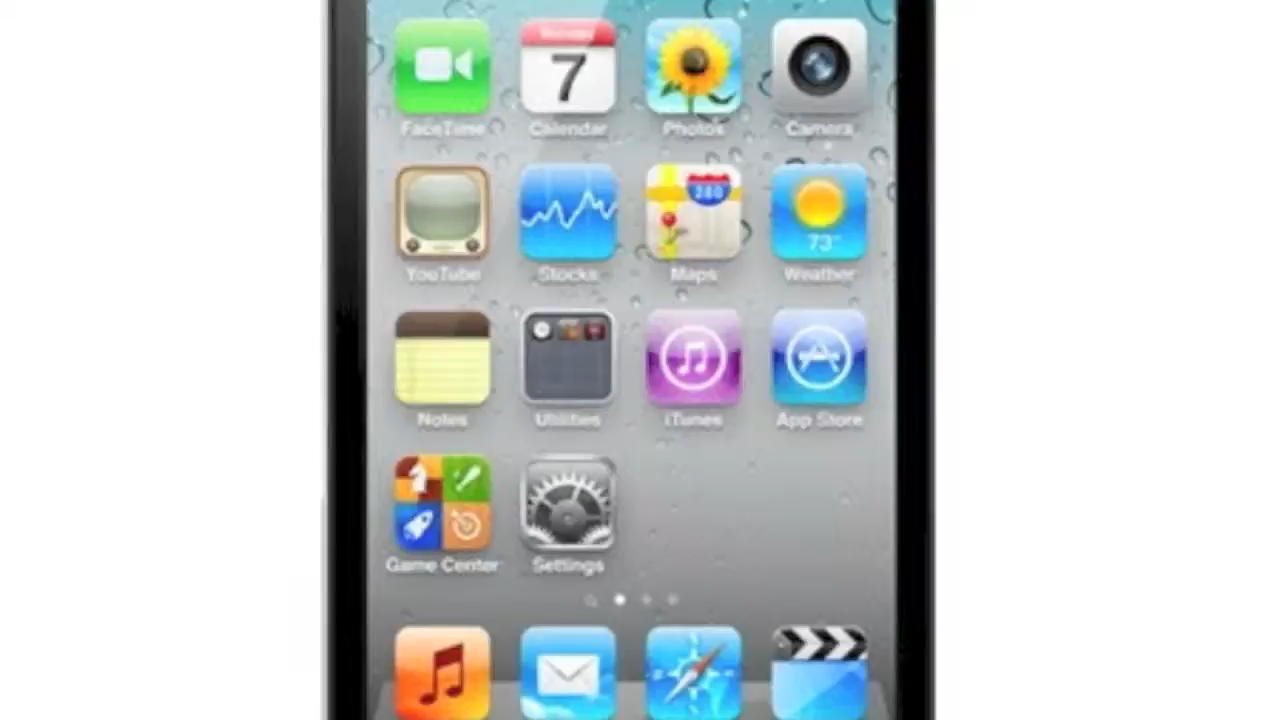 7
FaceTime Calendar Photos Camera
280
73°
YouTube Stocks Maps Weather
Notes Utilities iTunes App Store
Game Center Settings